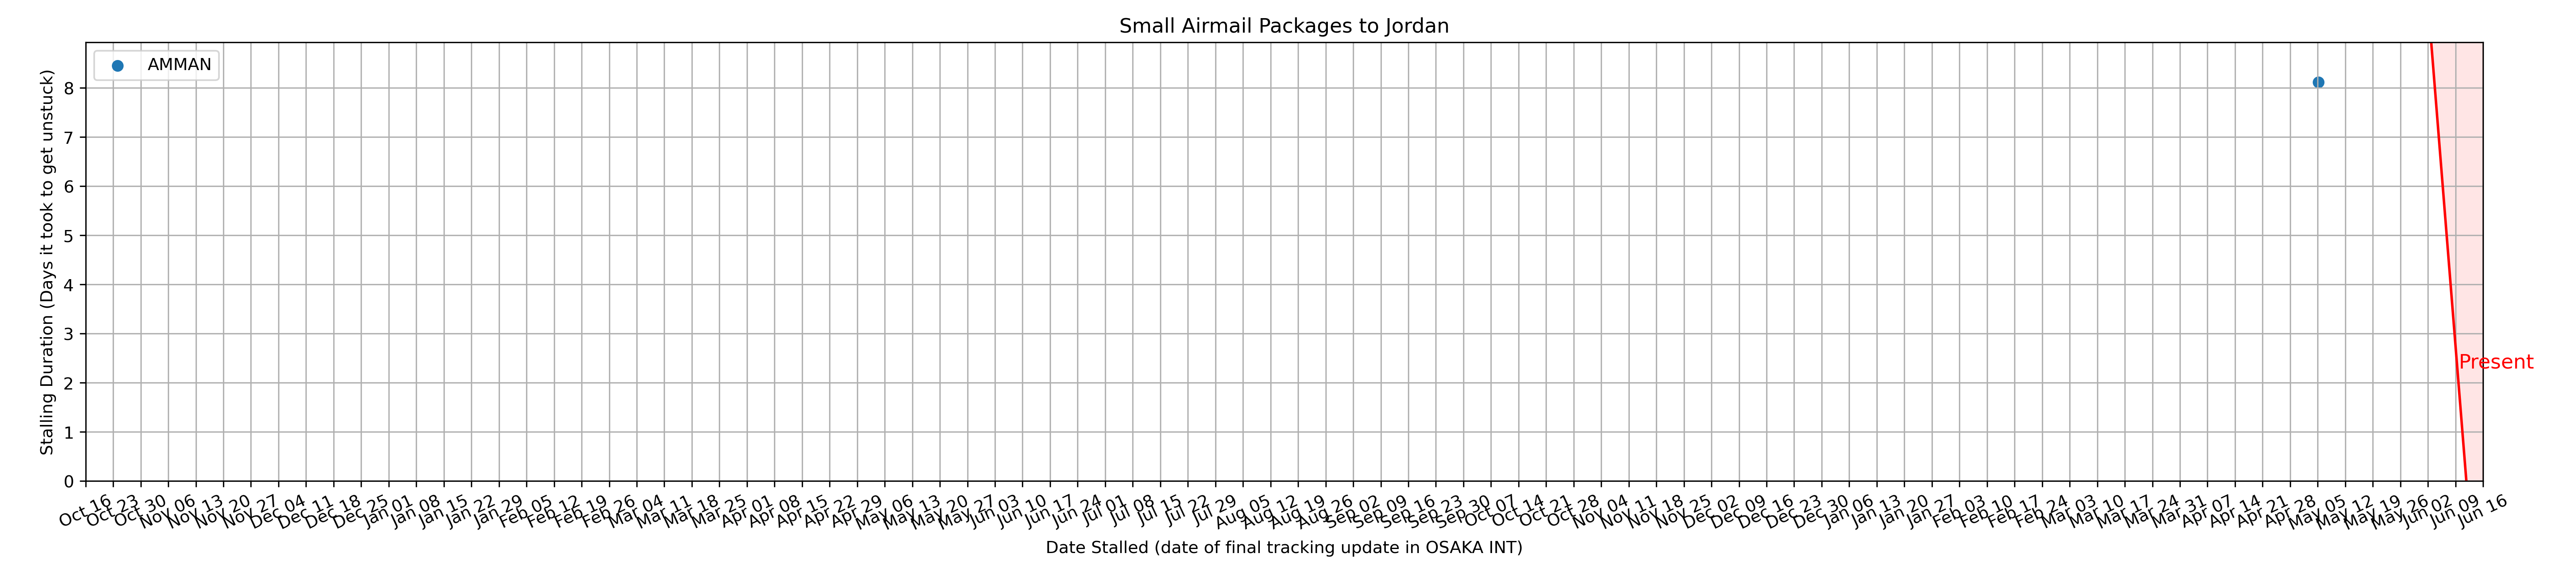 Small Airmail Packages to Jordan
AMMAN
Stalling Duration (Days it took to get unstuck)
8
7
6
5
4
3
2
1
0
Present
Oct 16 Oct 23 Oct 30 Nov 06 Nov 13 Nov 20 Nov 27 Dec 04 Dec 11 Dec 18 Dec 25 Jan 01 Jan 08 Jan 15 Jan 22 Jan 29 Feb 05 Feb 12 Feb 19 Feb 26 Mar 04 Mar 11 Mar 18 Mar 25 Apr 01 Apr 08 Apr 15 Apr 22 Apr 29 May 06 May 13 May 20 May 27 Jun 03 Jun 10 Jun 17 Jun 24 Jul 01 Jul 08 Jul 15 Jul 22 Jul 29 Aug 05 Aug 12 Aug 19 Aug 26 Sep 02 Sep 09 Sep 16 Sep 23 Sep 30 Oct 07 Oct 14 Oct 21 Oct 28 Nov 04 Nov 11 Nov 18 Nov 25 Dec 02 Dec 09 Dec 16 Dec 23 Dec 30 Jan 06 Jan 13 Jan 20 Jan 27 Feb 03 Feb 10 Feb 17 Feb 24 Mar 03 Mar 10 Mar 17 Mar 24 Mar 31 Apr 07 Apr 14 Apr 21 Apr 28 May 05 May 12 May 19 May 26 Jun 02 Jun 09 Jun 16
Date Stalled (date of final tracking update in OSAKA INT)